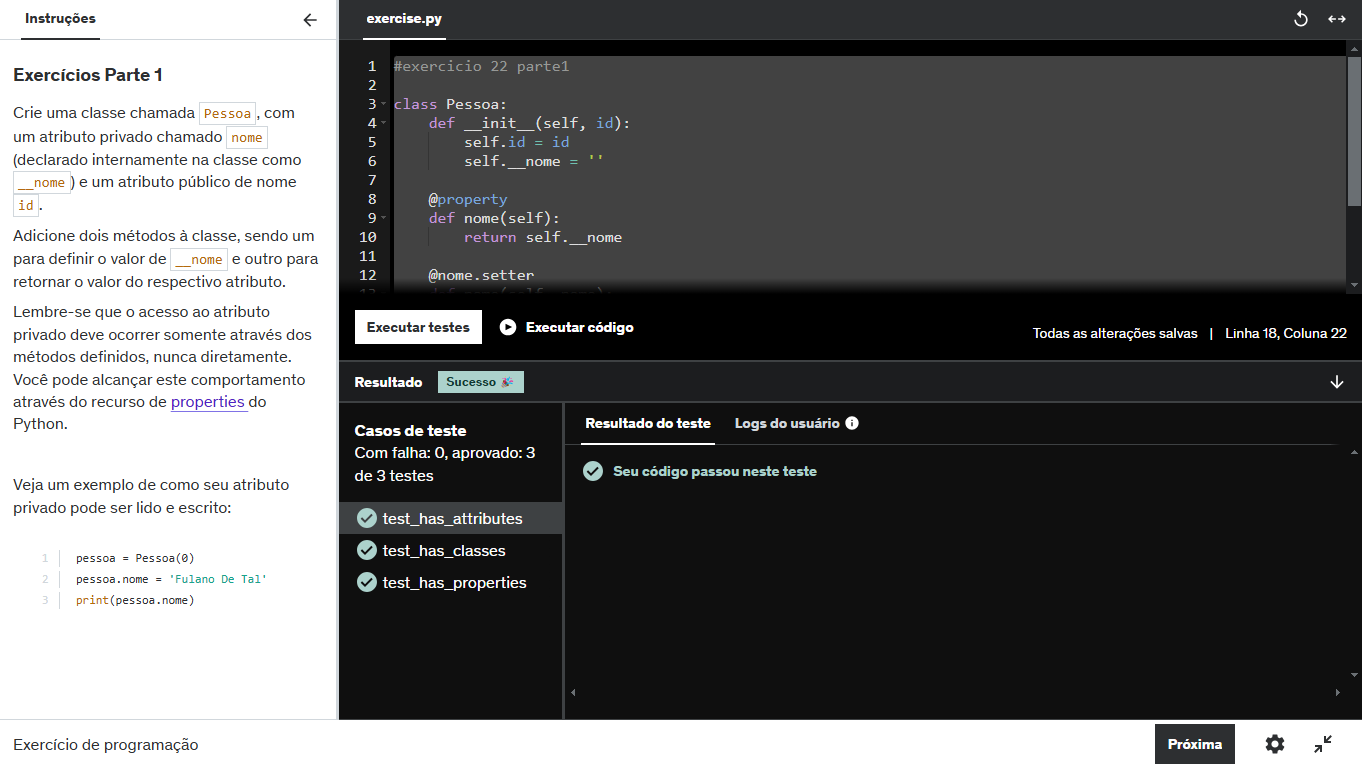 Instruções
Exercícios Parte 1
Crie uma classe chamada Pessoa, com
um atributo privado chamado nome
(declarado internamente na classe como
__nome) e um atributo público de nome
id.
Adicione dois métodos à classe, sendo um
para definir o valor de __nome e outro para
retornar o valor do respectivo atributo.
Lembre-se que o acesso ao atributo
privado deve ocorrer somente através dos
métodos definidos, nunca diretamente.
Você pode alcançar este comportamento
através do recurso de properties do
Python.
Veja um exemplo de como seu atributo
privado pode ser lido e escrito:
1 pessoa = Pessoa(0)
2 pessoa.nome = 'Fulano De Tal'
3 print(pessoa.nome)
exercise.py
1 #exercicio 22 parte1
2
3 class Pessoa:
4 def __init__(self, id):
5 self.id = id
6 self.__nome = ''
7
8 @property
9 def nome(self):
10 return self.__nome
11
12 @nome.setter
Executar testes
Executar código
Todas as alterações salvas | Linha 18, Coluna 22
Resultado
Sucesso 🎉
Casos de teste
Com falha: 0, aprovado: 3
de 3 testes
test_has_attributes
test_has_classes
test_has_properties
Resultado do teste
Logs do usuário
Seu código passou neste teste
Exercício de programação
Próxima